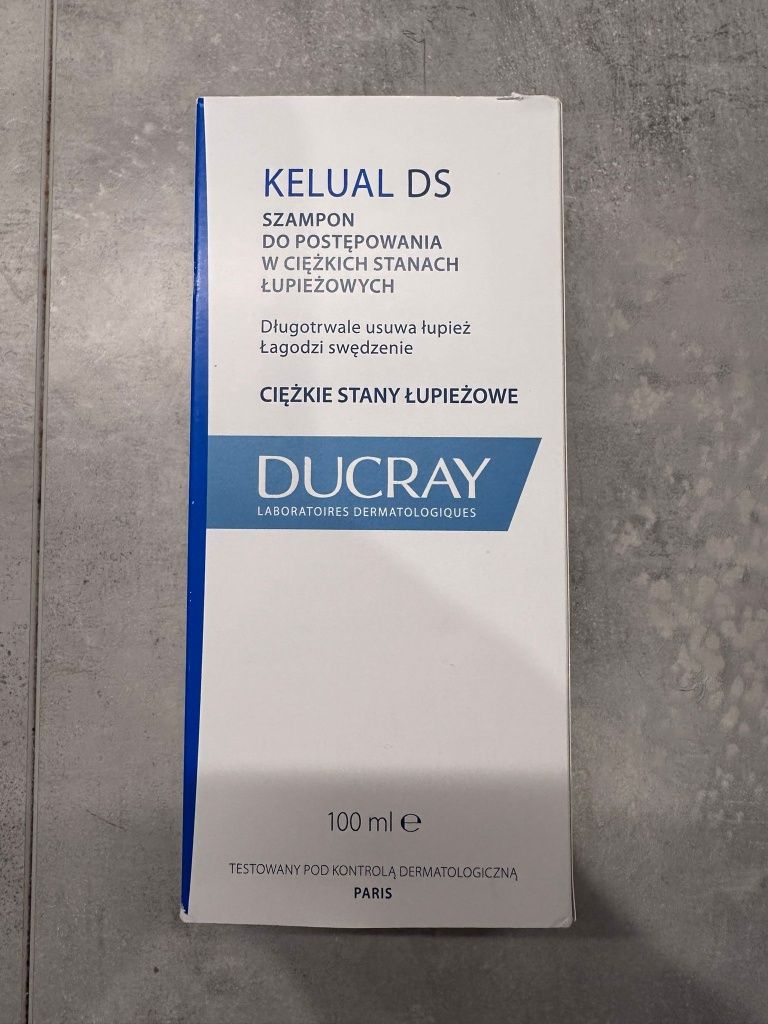 KELUAL DS
SZAMPON
DO POSTĘPOWANIA
W CIĘŻKICH STANACH
ŁUPIEŻOWYCH
Długotrwale usuwa łupież
Łagodzi swędzenie
CIĘŻKIE STANY ŁUPIEŻOWE
DUCRAY
LABORATOIRES DERMATOLOGIQUES
100 ml ℮
TESTOWANY POD KONTROLĄ DERMATOLOGICZNĄ
PARIS